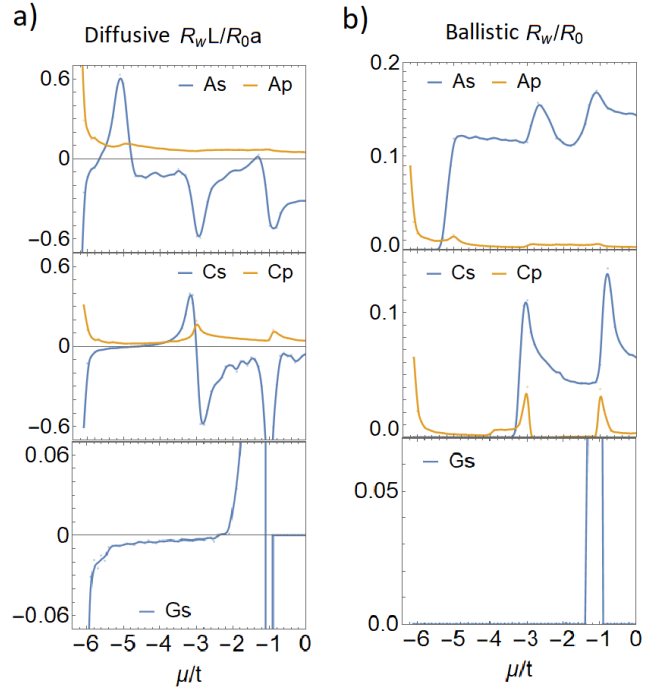 a)
Diffusive R_wL/R_0a
As Ap
0.6
0
−0.6
Cs Cp
0.6
0
−0.6
0.06
0
−0.06
Gs
−6 −5 −4 −3 −2 −1 0
μ/t
b)
Ballistic R_w/R_0
0.2
As Ap
0.1
0.0
Cs Cp
0.1
0.0
Gs
0.05
0.0
−6 −5 −4 −3 −2 −1 0
μ/t